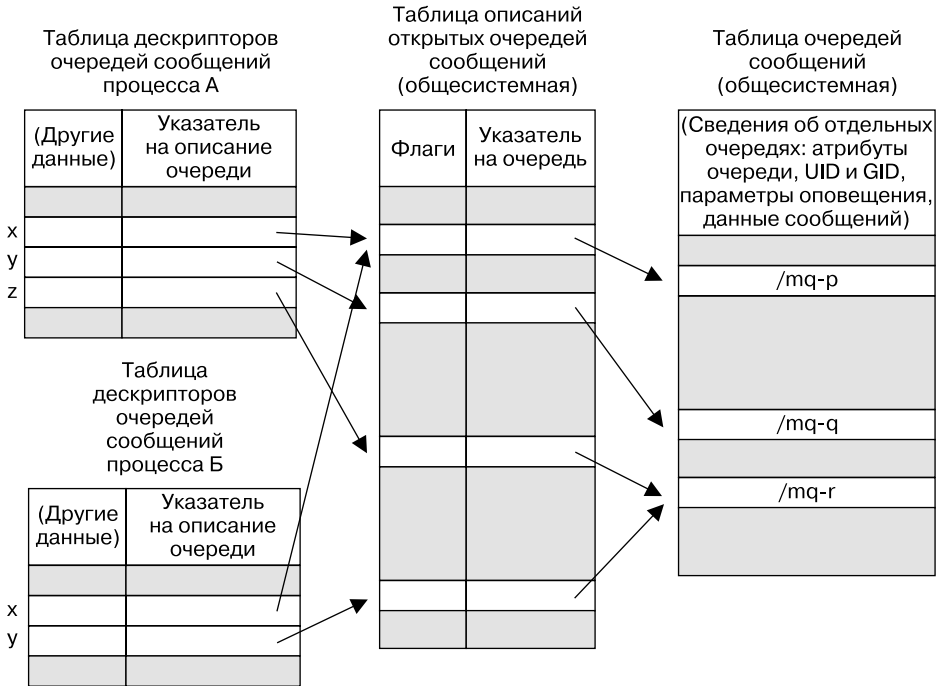 Таблица дескрипторов
очередей сообщений
процесса А
(Другие
данные)
Указатель
на описание
очереди
x
y
z
Таблица
дескрипторов
очередей
сообщений
процесса Б
(Другие
данные)
Указатель
на описание
очереди
x
y
Таблица описаний
открытых очередей
сообщений
(общесистемная)
Флаги
Указатель
на очередь
Таблица очередей
сообщений
(общесистемная)
(Сведения об отдельных
очередях: атрибуты
очереди, UID и GID,
параметры оповещения,
данные сообщений)
/mq-p
/mq-q
/mq-r